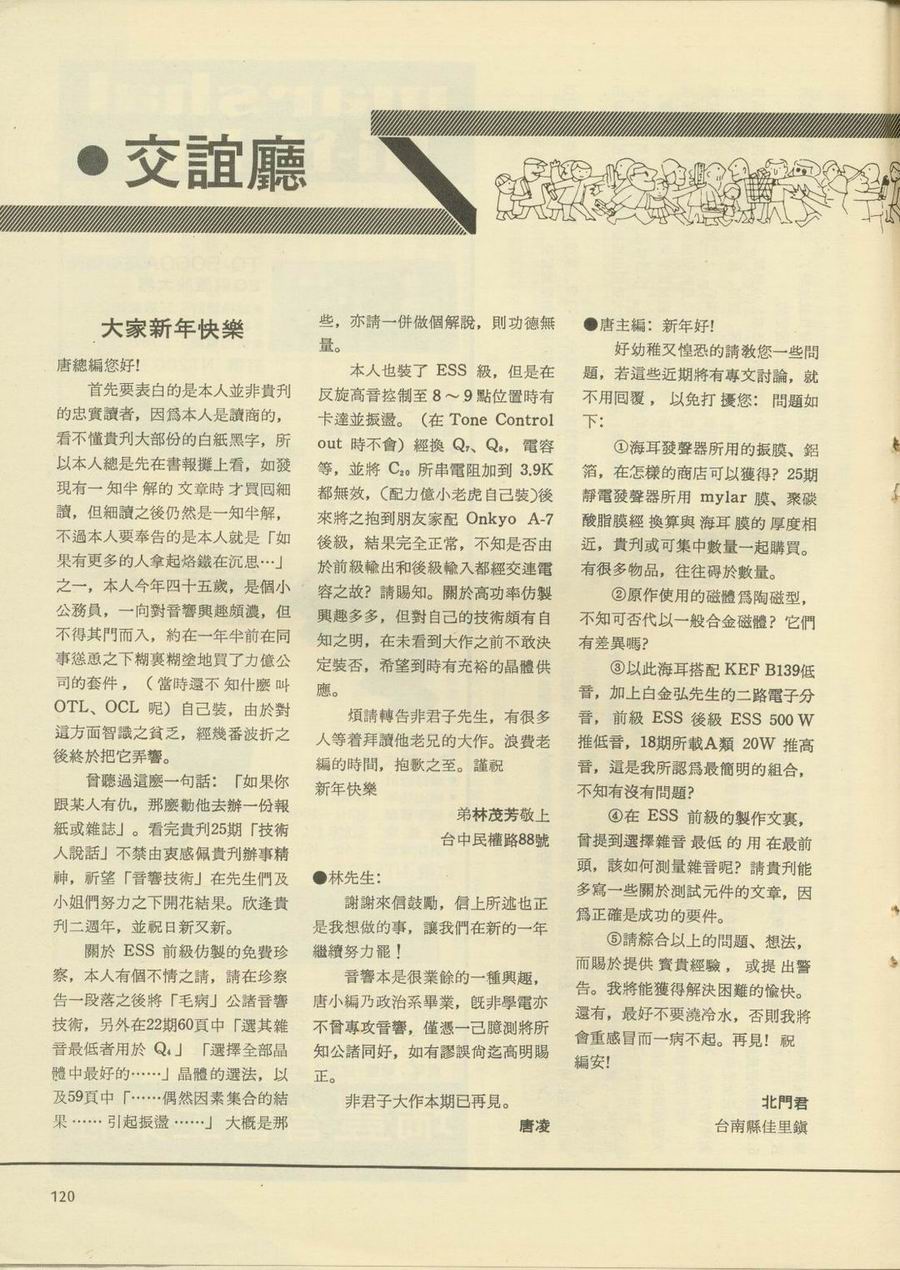 ●交誼廳
大家新年快樂
唐總編您好!
首先要表白的是本人並非貴刋
的忠實讀者，因爲本人是讀商的，
看不懂貴刋大部份的白紙黑字，所
以本人總是先在書報攤上看，如發
現有一知半解的文章時才買囘細
讀，但細讀之後仍然是一知半解，
不過本人要奉告的是本人就是「如
果有更多的人拿起烙鐵在沉思…」
之一，本人今年四十五歲，是個小
公務員，一向對音響興趣頗濃，但
不得其門而入，約在一年半前在同
事慫恿之下糊裏糊塗地買了力億公
司的套件，（當時還不知什麽叫
OTL、OCL 呢）自己裝，由於對
這方面智識之貧乏，經幾番波折之
後終於把它弄響。
曾聽過這麽一句話：「如果你
跟某人有仇，那麽勸他去辦一份報
紙或雜誌」。看完貴刋25期「技術
人說話」不禁由衷感佩貴刋辦事精
神，祈望「音響技術」在先生們及
小姐們努力之下開花結果。欣逢貴
刋二週年，並祝日新又新。
關於 ESS 前級仿製的免費珍
察，本人有個不情之請，請在珍察
告一段落之後將「毛病」公諸音響
技術，另外在22期60頁中「選其雜
音最低者用於 Q₄」「選擇全部晶
體中最好的……」晶體的選法，以
及59頁中「……偶然因素集合的結
果……引起振盪……」大概是那
些，亦請一併做個解說，則功德無
量。
本人也裝了 ESS 級，但是在
反旋高音控制至 8～9 點位置時有
卡達並振盪。（在 Tone Control
out 時不會）經換 Q₇、Q₈，電容
等，並將 C₂₀ 所串電阻加到 3.9K
都無效，（配力億小老虎自己裝)後
來將之抱到朋友家配 Onkyo A-7
後級，結果完全正常，不知是否由
於前級輸出和後級輸入都經交連電
容之故？請賜知。關於高功率仿製
興趣多多，但對自己的技術頗有自
知之明，在未看到大作之前不敢決
定裝否，希望到時有充裕的晶體供
應。
煩請轉告非君子先生，有很多
人等着拜讀他老兄的大作。浪費老
編的時間，抱歉之至。謹祝
新年快樂
弟林茂芳敬上
台中民權路88號
●林先生：
謝謝來信鼓勵，信上所述也正
是我想做的事，讓我們在新的一年
繼續努力罷！
音響本是很業餘的一種興趣，
唐小編乃政治系畢業，旣非學電亦
不曾專攻音響，僅憑一己臆測將所
知公諸同好，如有謬誤尙迄高明賜
正。
非君子大作本期已再見。
唐凌
●唐主編：新年好!
好幼稚又惶恐的請教您一些問
題，若這些近期將有專文討論，就
不用囘覆，以免打擾您：問題如
下：
①海耳發聲器所用的振膜、鋁
箔，在怎樣的商店可以獲得？25期
靜電發聲器所用 mylar 膜、聚碳
酸脂膜經換算與海耳膜的厚度相
近，貴刋或可集中數量一起購買。
有很多物品，往往碍於數量。
②原作使用的磁體爲陶磁型，
不知可否代以一般合金磁體？它們
有差異嗎？
③以此海耳搭配 KEF B139低
音，加上白金弘先生的二路電子分
音，前級 ESS 後級 ESS 500 W
推低音，18期所載A類 20W 推高
音，這是我所認爲最簡明的組合，
不知有沒有問題？
④在 ESS 前級的製作文裏，
曾提到選擇雜音最低的用在最前
頭，該如何測量雜音呢？請貴刋能
多寫一些關於測試元件的文章，因
爲正確是成功的要件。
⑤請綜合以上的問題、想法，
而賜於提供寳貴經驗，或提出警
告。我將能獲得解決困難的愉快。
還有，最好不要澆冷水，否則我將
會重感冒而一病不起。再見！祝
編安!
北門君
台南縣佳里鎭
120